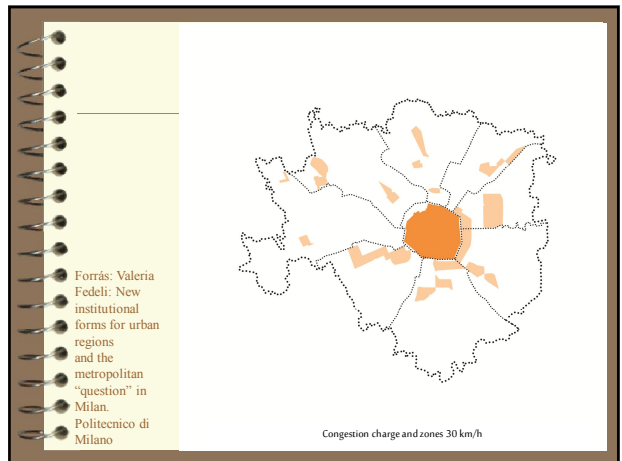 Forrás: Valeria
Fedeli: New
institutional
forms for urban
regions
and the
metropolitan
“question” in
Milan.
Politecnico di
Milano
Congestion charge and zones 30 km/h